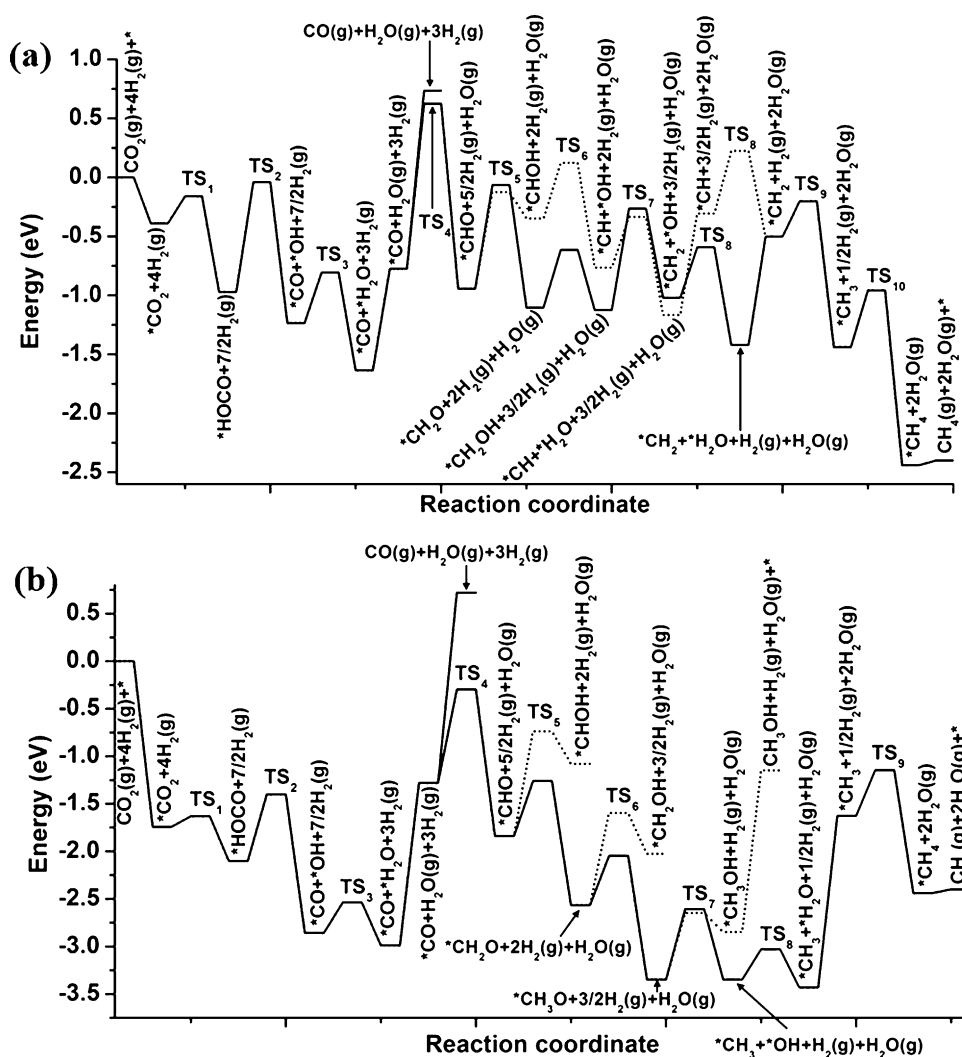 (a)
CO(g)+H₂O(g)+3H₂(g)
Energy (eV)
1.0
0.5
0.0
-0.5
-1.0
-1.5
-2.0
-2.5
CO₂(g)+4H₂(g)+*
*CO₂+4H₂(g)
TS₁
*HOCO+7/2H₂(g)
TS₂
*CO+*OH+7/2H₂(g)
TS₃
*CO+*H₂O+3H₂(g)
*CO+H₂O(g)+3H₂(g)
TS₄
*CHO+5/2H₂(g)+H₂O(g)
TS₅
*CHOH+2H₂(g)+H₂O(g)
*CH₂O+2H₂(g)+H₂O(g)
TS₆
*CH+*OH+2H₂(g)+H₂O(g)
*CH₂OH+3/2H₂(g)+H₂O(g)
TS₇
*CH₂+*OH+3/2H₂(g)+H₂O(g)
*CH+*H₂O+3/2H₂(g)+H₂O(g)
*CH+3/2H₂(g)+2H₂O(g)
TS₈
TS₈
*CH₂+*H₂O+H₂(g)+H₂O(g)
*CH₂+H₂(g)+2H₂O(g)
TS₉
*CH₃+1/2H₂(g)+2H₂O(g)
TS₁₀
*CH₄+2H₂O(g)
CH₄(g)+2H₂O(g)+*
Reaction coordinate
(b)
CO(g)+H₂O(g)+3H₂(g)
Energy (eV)
0.5
0.0
-0.5
-1.0
-1.5
-2.0
-2.5
-3.0
-3.5
CO₂(g)+4H₂(g)+*
*CO₂+4H₂(g)
TS₁
*HOCO+7/2H₂(g)
TS₂
*CO+*OH+7/2H₂(g)
TS₃
*CO+*H₂O+3H₂(g)
*CO+H₂O(g)+3H₂(g)
TS₄
*CHO+5/2H₂(g)+H₂O(g)
TS₅
*CHOH+2H₂(g)+H₂O(g)
*CH₂O+2H₂(g)+H₂O(g)
TS₆
*CH₂OH+3/2H₂(g)+H₂O(g)
*CH₃O+3/2H₂(g)+H₂O(g)
TS₇
*CH₃OH+H₂(g)+H₂O(g)
CH₃OH+H₂(g)+H₂O(g)+*
*CH₃+*OH+H₂(g)+H₂O(g)
TS₈
*CH₃+*H₂O+1/2H₂(g)+H₂O(g)
*CH₃+1/2H₂(g)+2H₂O(g)
TS₉
*CH₄+2H₂O(g)
CH₄(g)+2H₂O(g)+*
Reaction coordinate